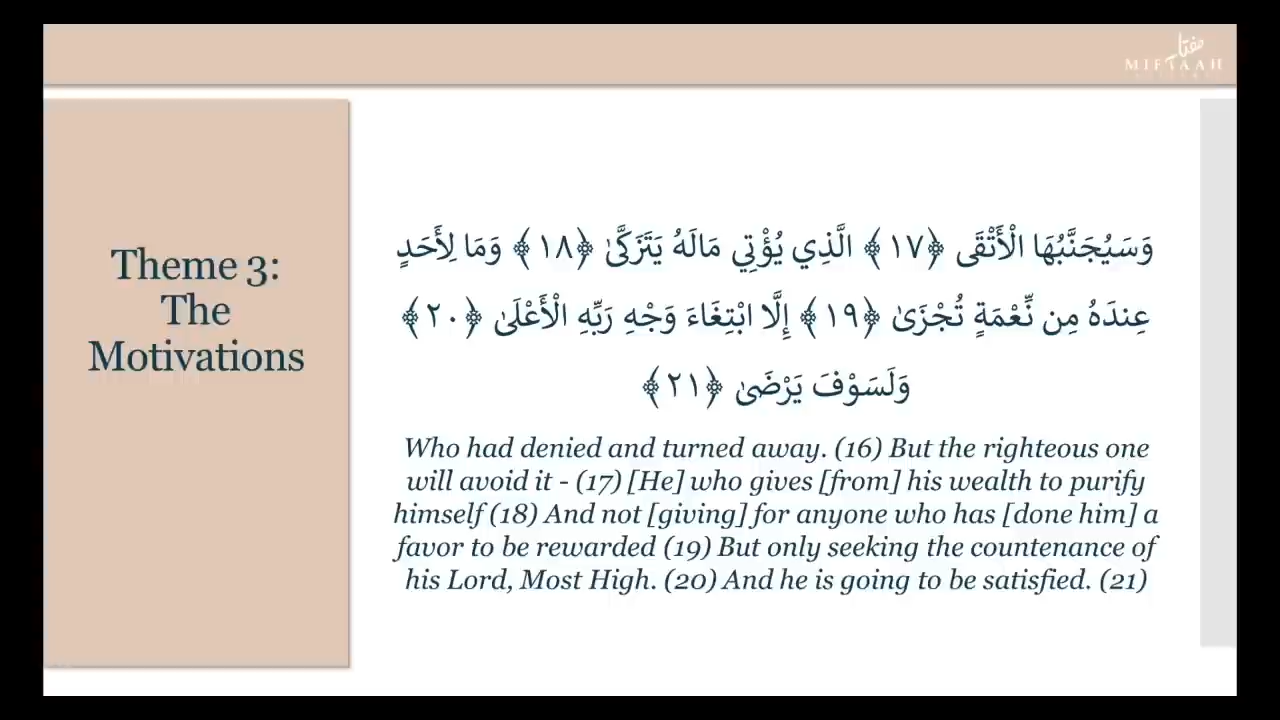 مفتاح
MIFTAAH
Theme 3:
The
Motivations
وَسَيُجَنَّبُهَا الْأَتْقَى ﴿١٧﴾ الَّذِي يُؤْتِي مَالَهُ يَتَزَكَّىٰ ﴿١٨﴾ وَمَا لِأَحَدٍ
عِندَهُ مِن نِّعْمَةٍ تُجْزَىٰ ﴿١٩﴾ إِلَّا ابْتِغَاءَ وَجْهِ رَبِّهِ الْأَعْلَىٰ ﴿٢٠﴾
وَلَسَوْفَ يَرْضَىٰ ﴿٢١﴾
Who had denied and turned away. (16) But the righteous one
will avoid it - (17) [He] who gives [from] his wealth to purify
himself (18) And not [giving] for anyone who has [done him] a
favor to be rewarded (19) But only seeking the countenance of
his Lord, Most High. (20) And he is going to be satisfied. (21)